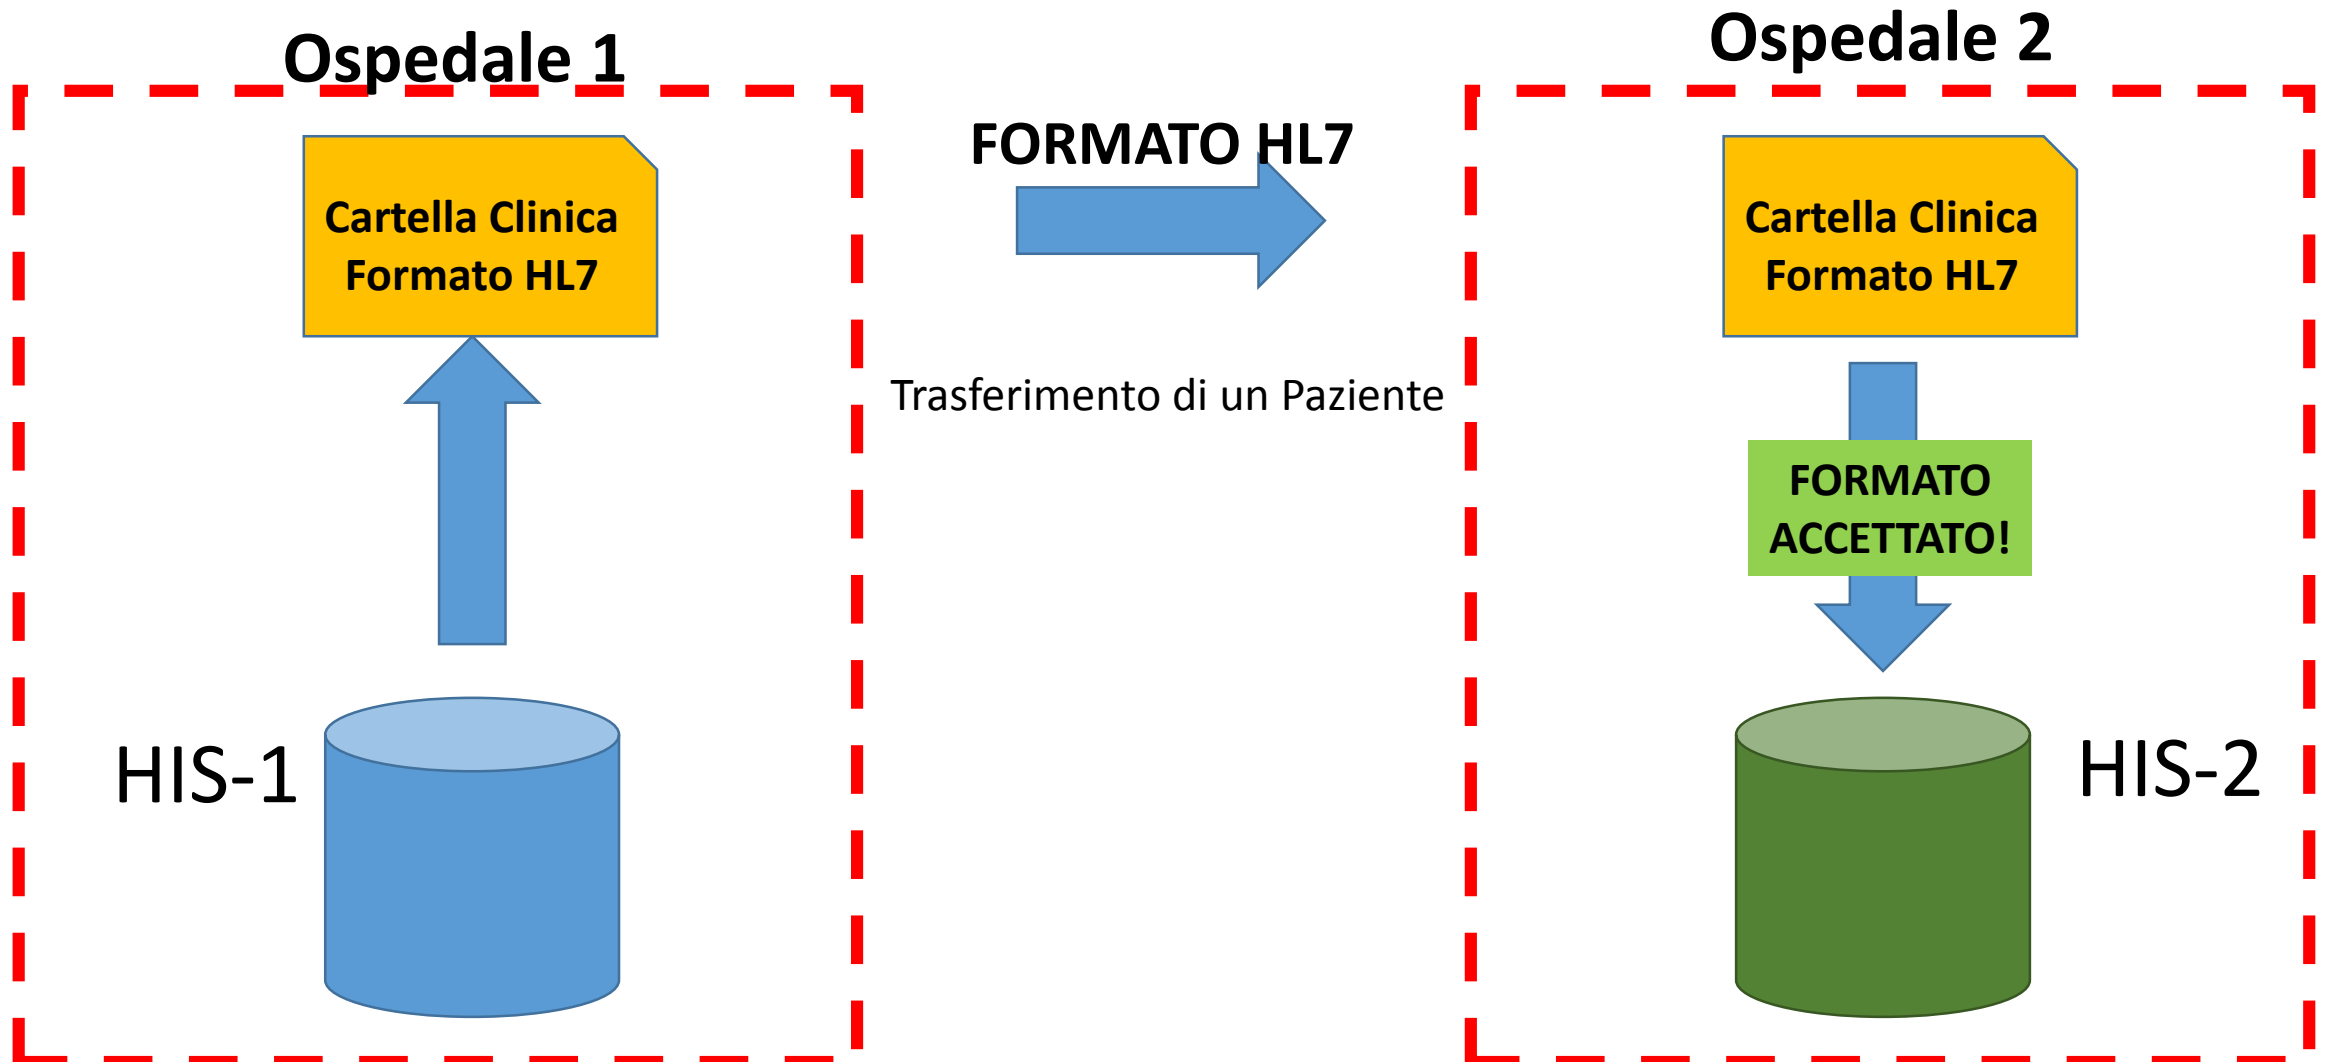 Ospedale 1
Ospedale 2
FORMATO HL7
Cartella Clinica
Formato HL7
Cartella Clinica
Formato HL7
Trasferimento di un Paziente
FORMATO
ACCETTATO!
HIS-1
HIS-2